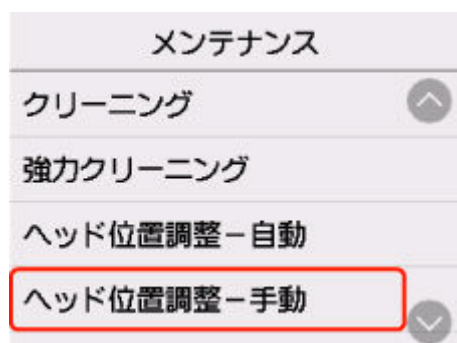 メンテナンス
クリーニング
強力クリーニング
ヘッド位置調整－自動
ヘッド位置調整－手動